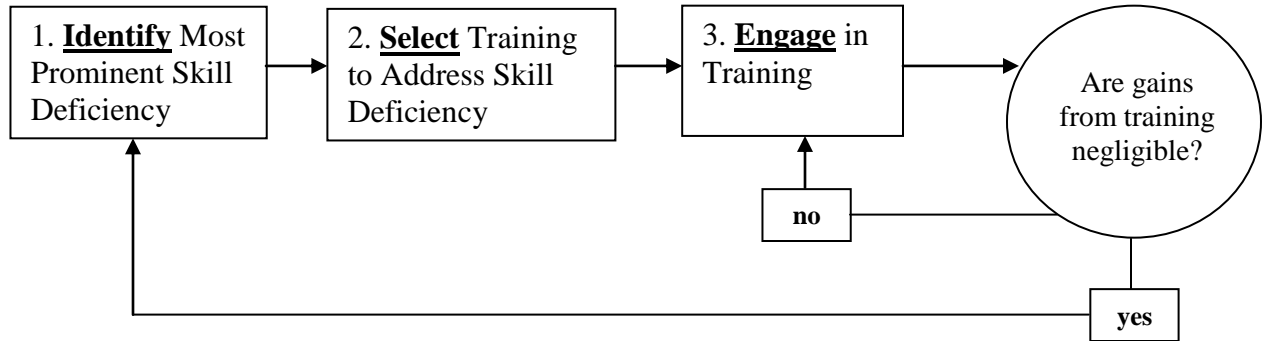 1. Identify Most
Prominent Skill
Deficiency
2. Select Training
to Address Skill
Deficiency
3. Engage in
Training
Are gains
from training
negligible?
no
yes